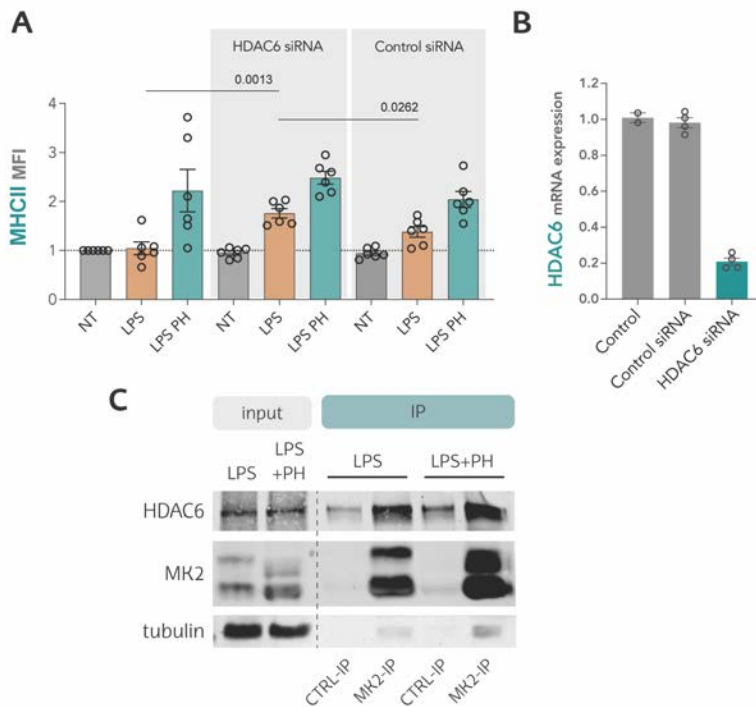 A
HDAC6 siRNA
Control siRNA
0.0013
0.0262
MHCII MFI
4
3
2
1
0
NT
LPS
LPS PH
NT
LPS
LPS PH
NT
LPS
LPS PH
B
HDAC6 mRNA expression
1.2
1.0
0.8
0.6
0.4
0.2
0.0
Control
Control siRNA
HDAC6 siRNA
C
input
IP
LPS
LPS
+PH
LPS
LPS+PH
HDAC6
MK2
tubulin
CTRL-IP
MK2-IP
CTRL-IP
MK2-IP